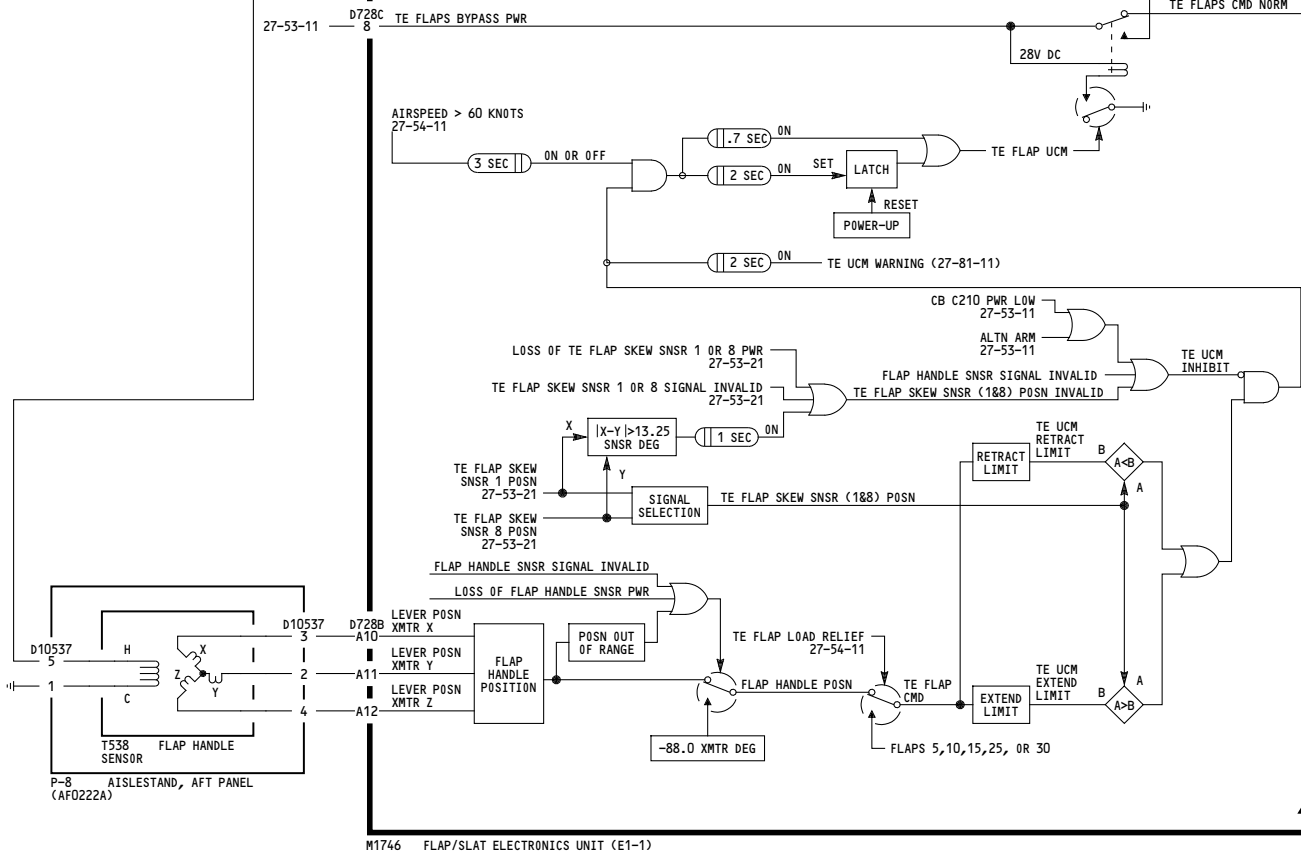 TE FLAPS CMD NORM
D728C
27-53-11
8
TE FLAPS BYPASS PWR
28V DC
AIRSPEED > 60 KNOTS
27-54-11
3 SEC
ON OR OFF
.7 SEC
ON
2 SEC
ON
SET
LATCH
RESET
POWER-UP
TE FLAP UCM
2 SEC
ON
TE UCM WARNING (27-81-11)
CB C210 PWR LOW
27-53-11
ALTN ARM
27-53-11
LOSS OF TE FLAP SKEW SNSR 1 OR 8 PWR
27-53-21
FLAP HANDLE SNSR SIGNAL INVALID
TE UCM
INHIBIT
TE FLAP SKEW SNSR 1 OR 8 SIGNAL INVALID
27-53-21
TE FLAP SKEW SNSR (1&8) POSN INVALID
X
|X-Y|>13.25
SNSR DEG
1 SEC
ON
Y
TE FLAP SKEW
SNSR 1 POSN
27-53-21
TE FLAP SKEW
SNSR 8 POSN
27-53-21
SIGNAL
SELECTION
TE FLAP SKEW SNSR (1&8) POSN
RETRACT
LIMIT
TE UCM
RETRACT
LIMIT
B
A<B
A
FLAP HANDLE SNSR SIGNAL INVALID
LOSS OF FLAP HANDLE SNSR PWR
POSN OUT
OF RANGE
TE FLAP LOAD RELIEF
27-54-11
D10537
5
1
H
C
X
Z
Y
D10537
3
2
4
D728B
A10
A11
A12
LEVER POSN
XMTR X
LEVER POSN
XMTR Y
LEVER POSN
XMTR Z
FLAP
HANDLE
POSITION
FLAP HANDLE POSN
TE FLAP
CMD
EXTEND
LIMIT
TE UCM
EXTEND
LIMIT
B
A
A>B
-88.0 XMTR DEG
FLAPS 5,10,15,25, OR 30
T538 FLAP HANDLE
SENSOR
P-8 AISLESTAND, AFT PANEL
(AF0222A)
M1746 FLAP/SLAT ELECTRONICS UNIT (E1-1)